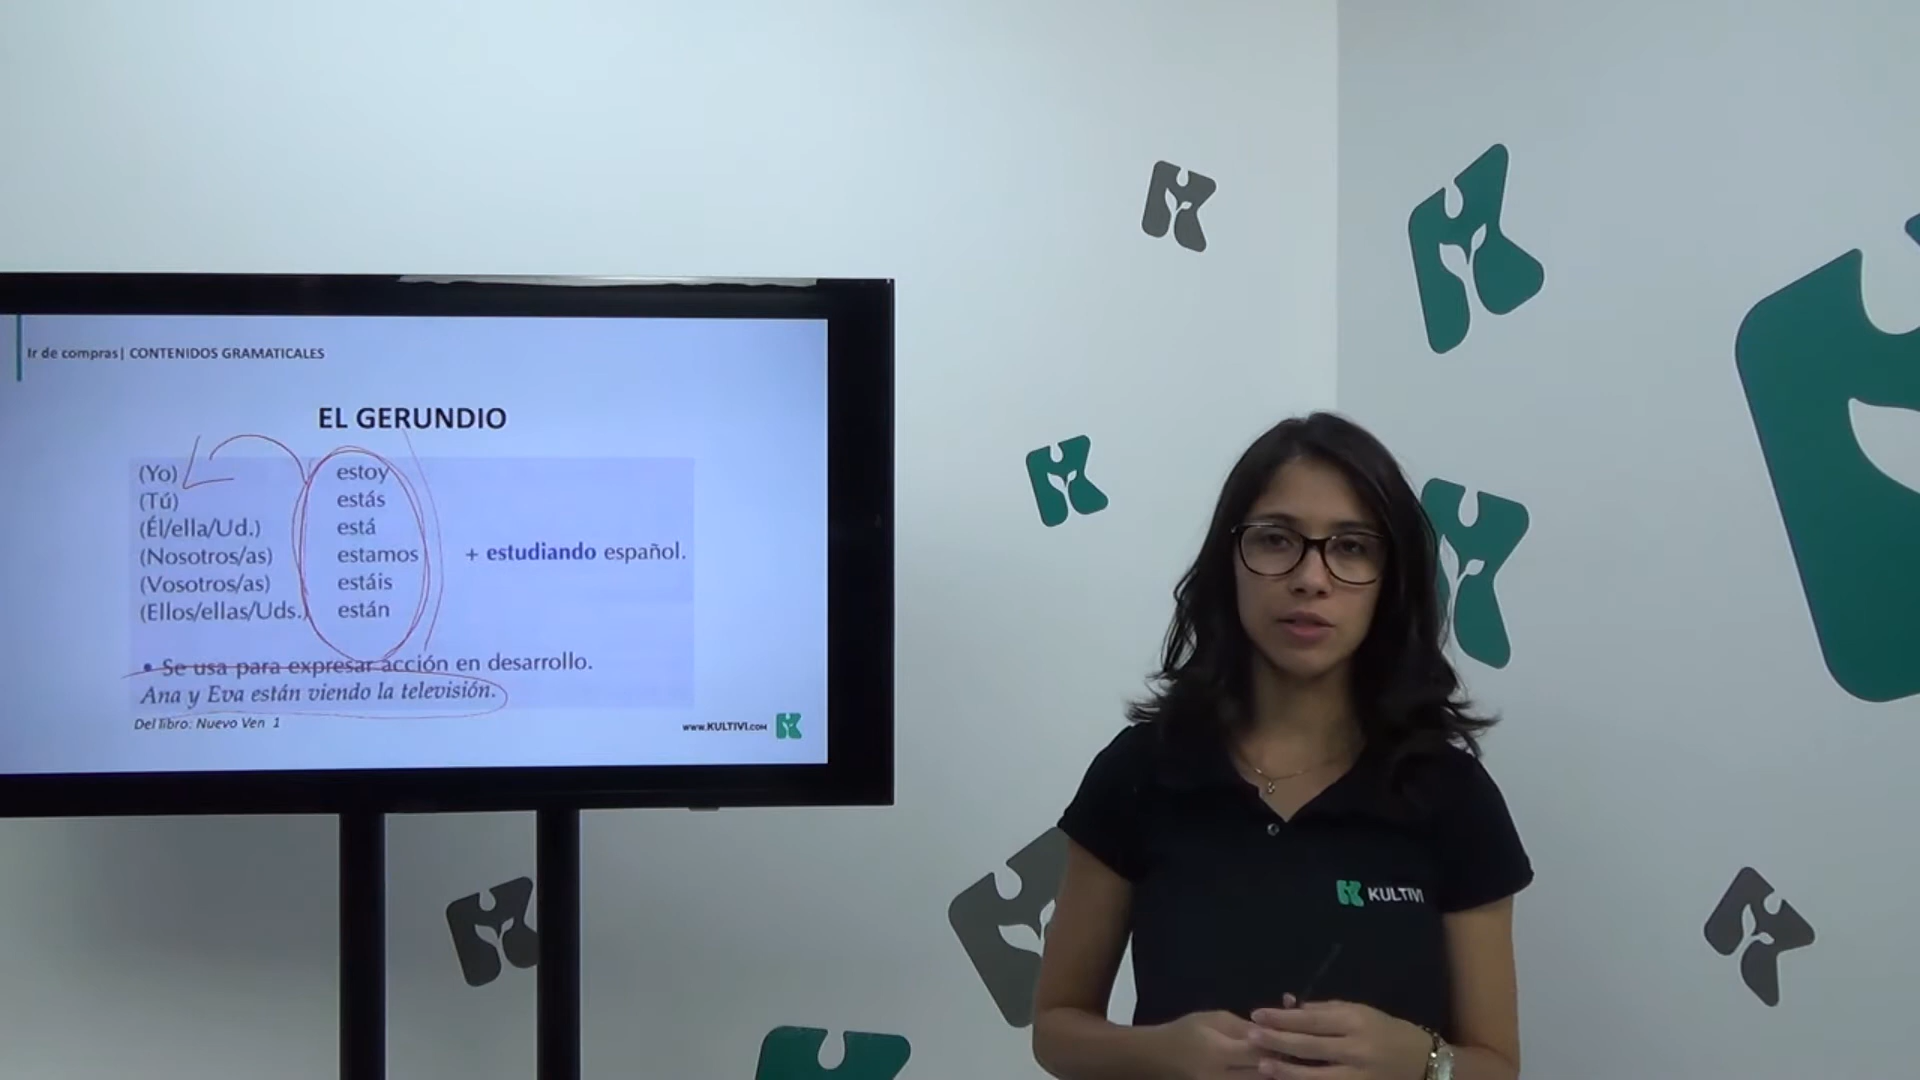 Ir de compras| CONTENIDOS GRAMATICALES
EL GERUNDIO
(Yo) estoy
(Tú) estás
(Él/ella/Ud.) está
(Nosotros/as) estamos + estudiando español.
(Vosotros/as) estáis
(Ellos/ellas/Uds.) están
• Se usa para expresar acción en desarrollo.
Ana y Eva están viendo la televisión.
Del libro: Nuevo Ven 1
www.KULTIVI.COM
KULTIVI